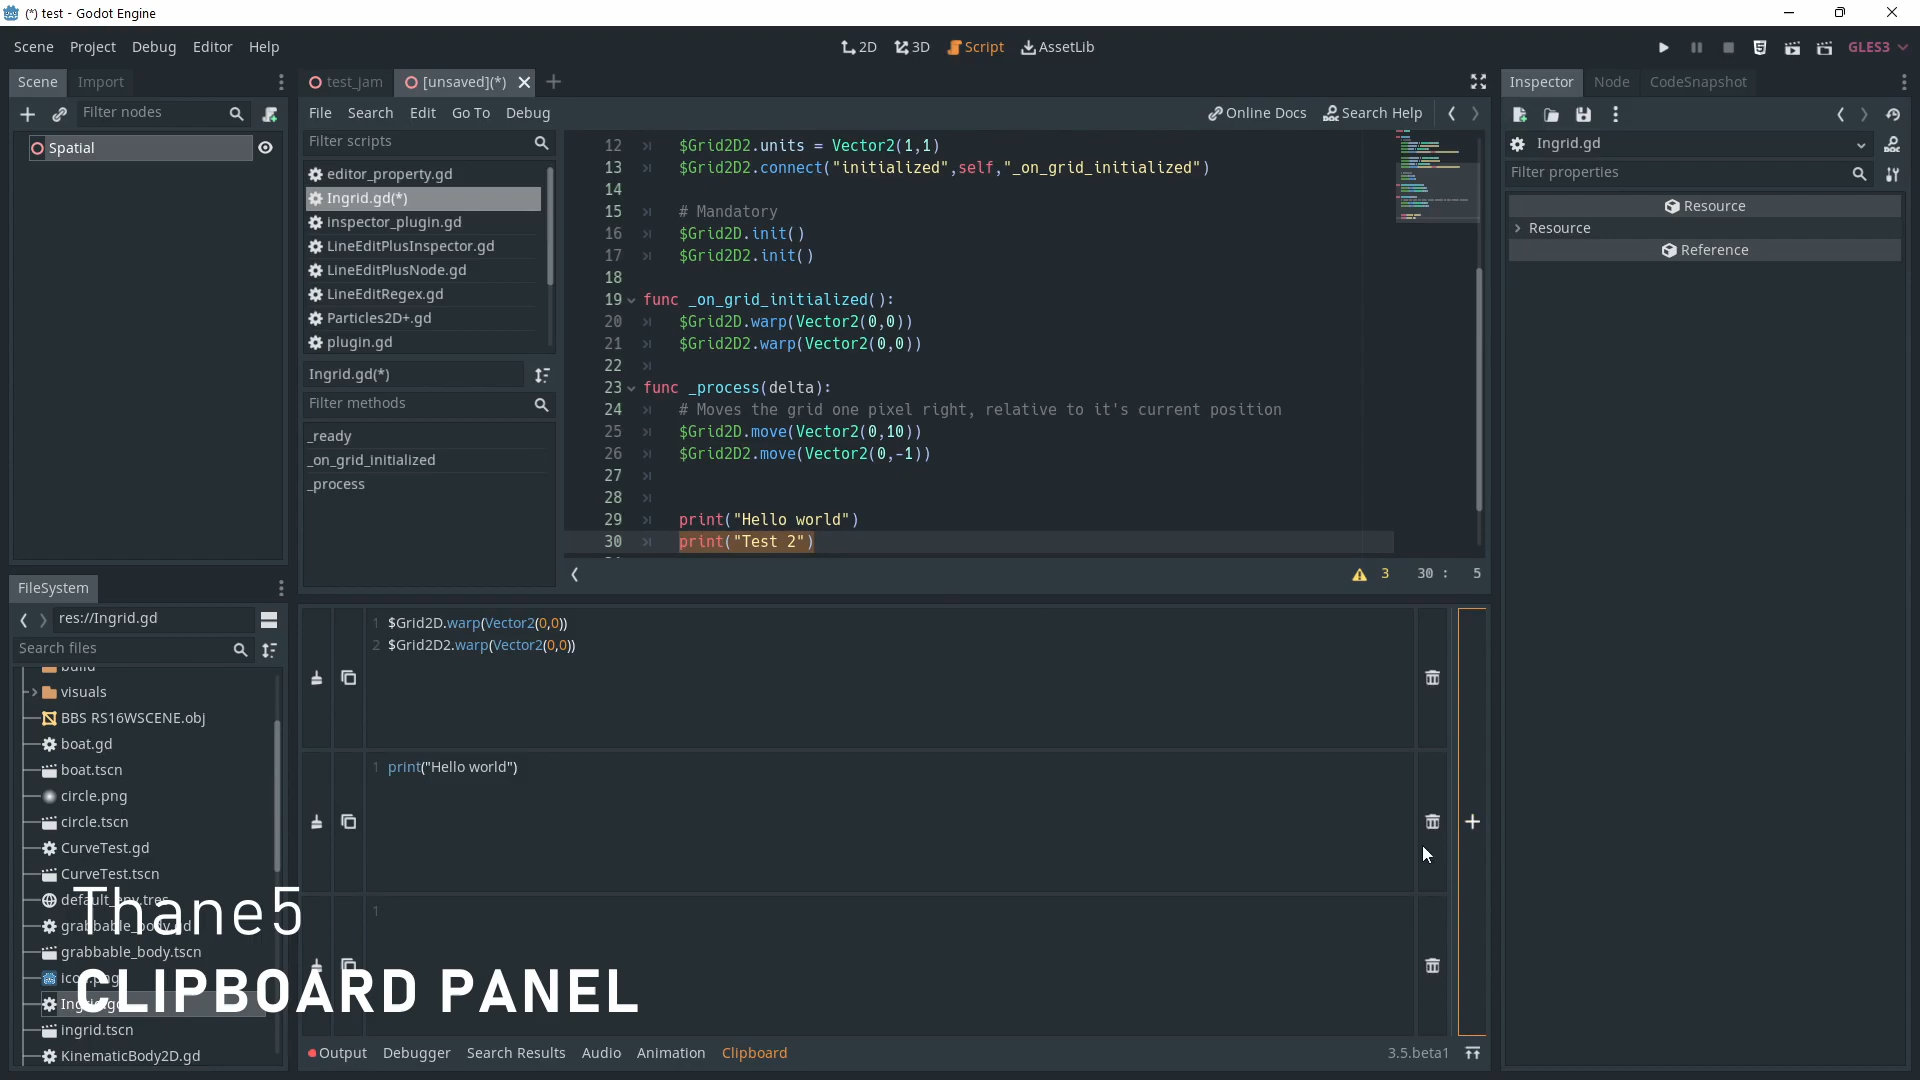 (*) test - Godot Engine
Scene Project Debug Editor Help
2D 3D Script AssetLib
GLES3
Scene Import
test_jam [unsaved](*)
Inspector Node CodeSnapshot
Filter nodes
Spatial
File Search Edit Go To Debug
Online Docs Search Help
Filter scripts
editor_property.gd
Ingrid.gd(*)
inspector_plugin.gd
LineEditPlusInspector.gd
LineEditPlusNode.gd
LineEditRegex.gd
Particles2D+.gd
plugin.gd
Ingrid.gd(*)
Filter methods
_ready
_on_grid_initialized
_process
12 $Grid2D2.units = Vector2(1,1)
13 $Grid2D2.connect("initialized",self,"_on_grid_initialized")
14
15 # Mandatory
16 $Grid2D.init()
17 $Grid2D2.init()
18
19 func _on_grid_initialized():
20 $Grid2D.warp(Vector2(0,0))
21 $Grid2D2.warp(Vector2(0,0))
22
23 func _process(delta):
24 # Moves the grid one pixel right, relative to it's current position
25 $Grid2D.move(Vector2(0,10))
26 $Grid2D2.move(Vector2(0,-1))
27
28
29 print("Hello world")
30 print("Test 2")
3 30 : 5
Ingrid.gd
Filter properties
Resource
Resource
Reference
FileSystem
res://Ingrid.gd
Search files
build
visuals
BBS RS16WSCENE.obj
boat.gd
boat.tscn
circle.png
circle.tscn
CurveTest.gd
CurveTest.tscn
default_env.tres
grabbable_body.gd
grabbable_body.tscn
icon.png
Ingrid.gd
ingrid.tscn
KinematicBody2D.gd
1 $Grid2D.warp(Vector2(0,0))
2 $Grid2D2.warp(Vector2(0,0))
1 print("Hello world")
1
Thane5
CLIPBOARD PANEL
Output Debugger Search Results Audio Animation Clipboard
3.5.beta1